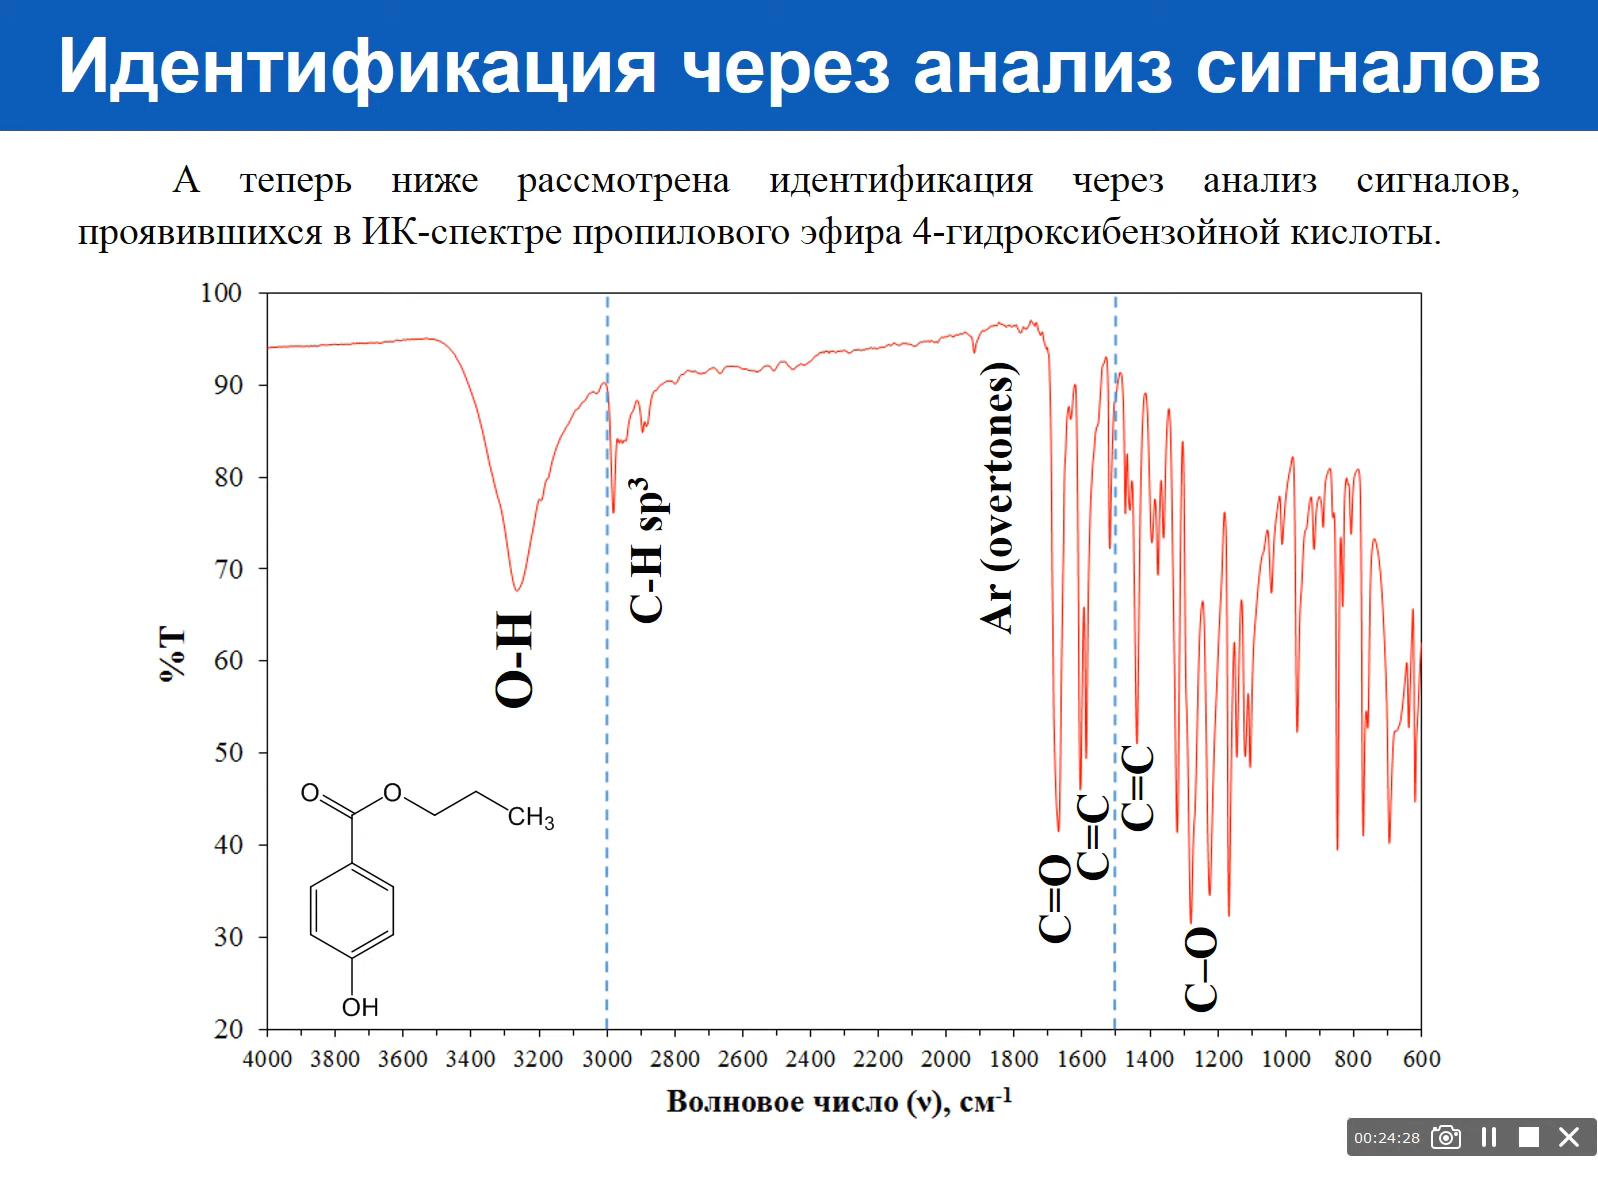 Идентификация через анализ сигналов
А теперь ниже рассмотрена идентификация через анализ сигналов,
проявившихся в ИК-спектре пропилового эфира 4-гидроксибензойной кислоты.
100
90
80
70
60
50
40
30
20
%T
O-H
C-H sp³
Ar (overtones)
C=O
C=C
C=C
C–O
O
O
CH₃
OH
4000 3800 3600 3400 3200 3000 2800 2600 2400 2200 2000 1800 1600 1400 1200 1000 800 600
Волновое число (ν), см⁻¹
00:24:28